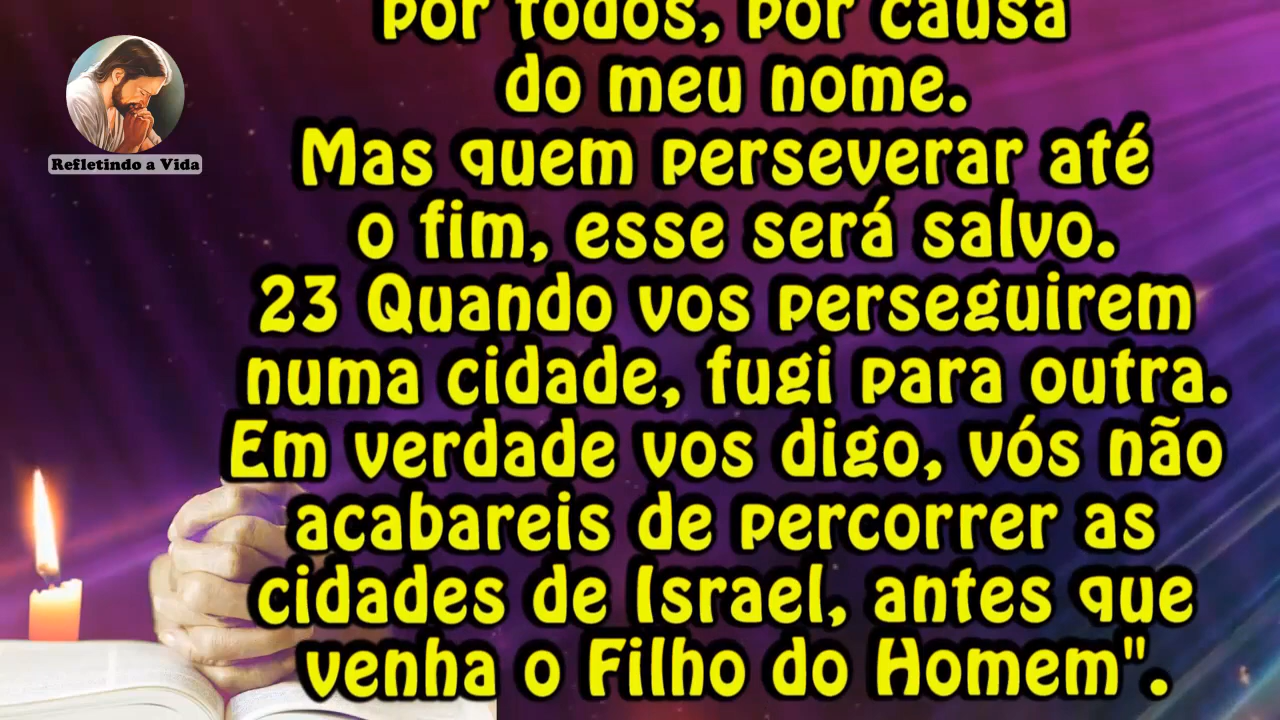 por todos, por causa
do meu nome.
Mas quem perseverar até
o fim, esse será salvo.
23 Quando vos perseguirem
numa cidade, fugi para outra.
Em verdade vos digo, vós não
acabareis de percorrer as
cidades de Israel, antes que
venha o Filho do Homem".
Refletindo a Vida